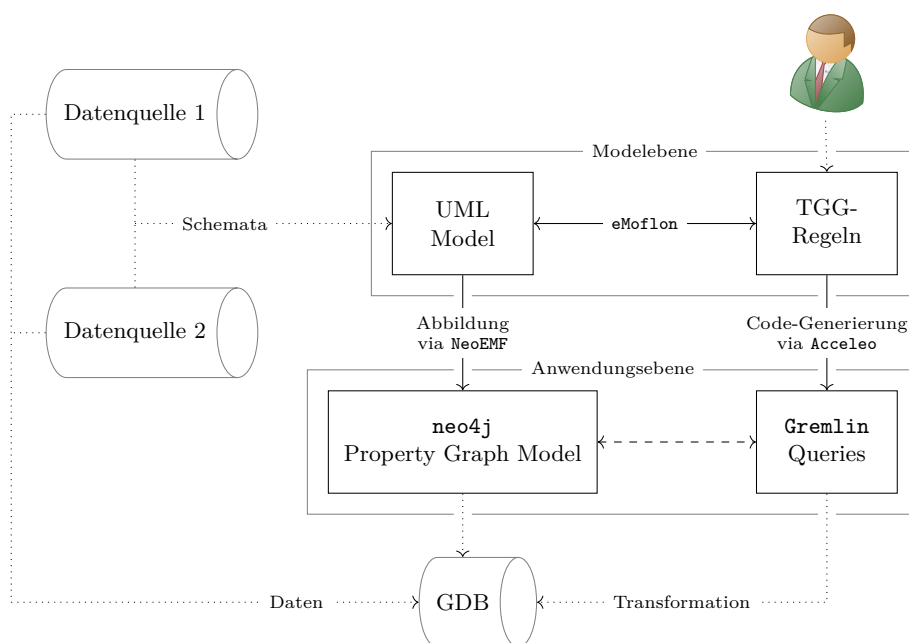 Datenquelle 1
Modelebene
UML
Model
eMoflon
TGG-
Regeln
Schemata
Datenquelle 2
Abbildung
via NeoEMF
Code-Generierung
via Acceleo
Anwendungsebene
neo4j
Property Graph Model
Gremlin
Queries
Daten
GDB
Transformation